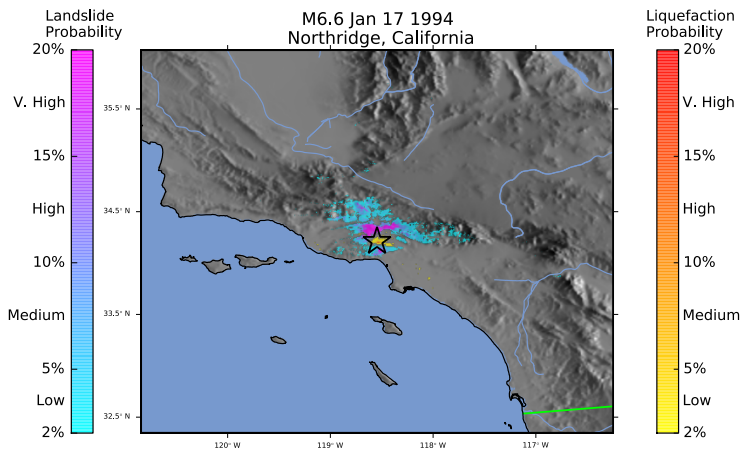 M6.6 Jan 17 1994
Northridge, California
Landslide
Probability
20%
V. High
15%
High
10%
Medium
5%
Low
2%
35.5° N
34.5° N
33.5° N
32.5° N
120° W
119° W
118° W
117° W
Liquefaction
Probability
20%
V. High
15%
High
10%
Medium
5%
Low
2%